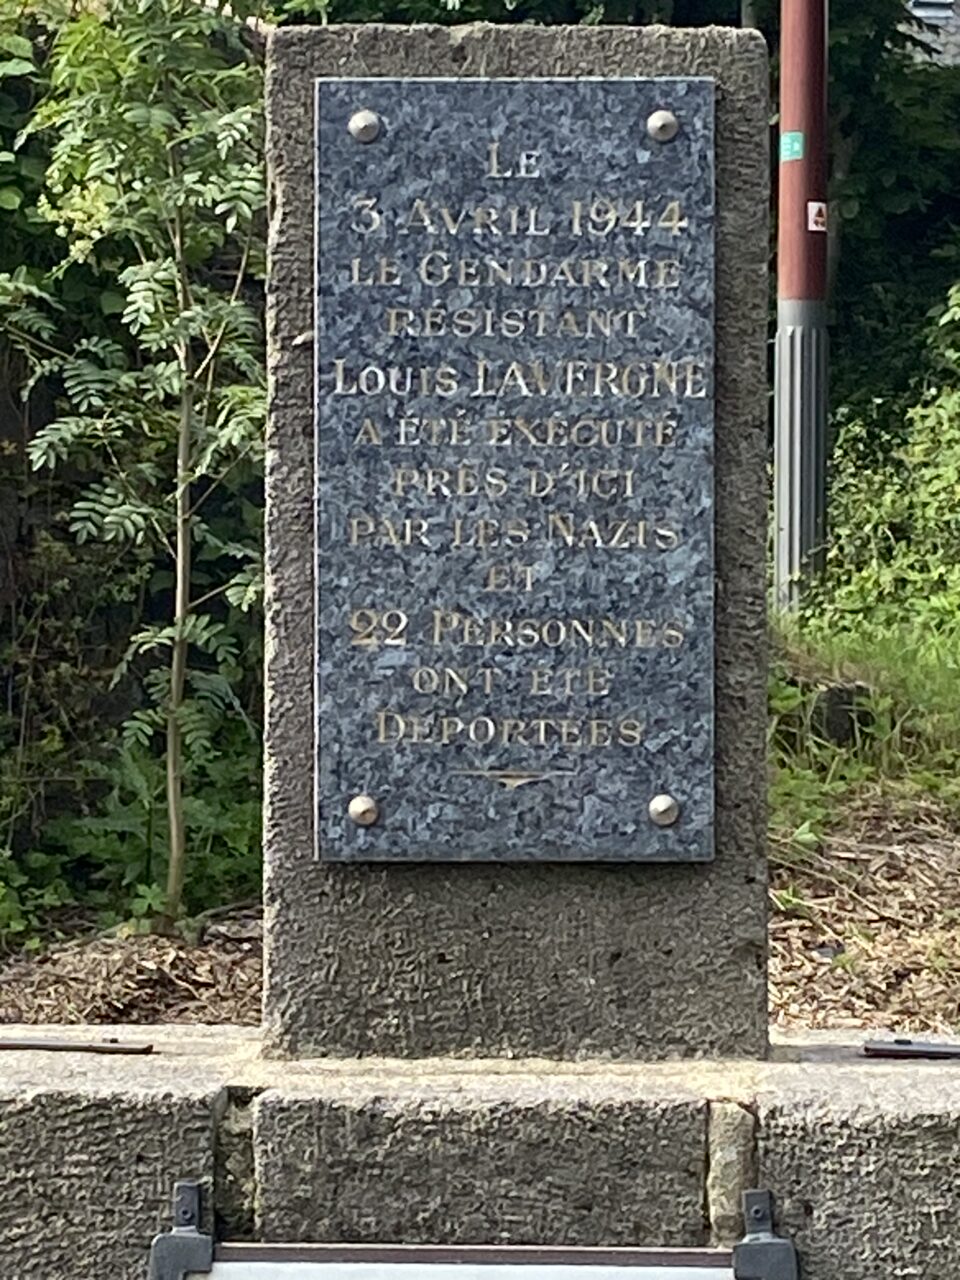 LE
3 AVRIL 1944
LE GENDARME
RÉSISTANT
LOUIS LAVERGNE
A ÉTÉ EXÉCUTÉ
PRÈS D'ICI
PAR LES NAZIS
ET
22 PERSONNES
ONT ÉTÉ
DÉPORTÉES